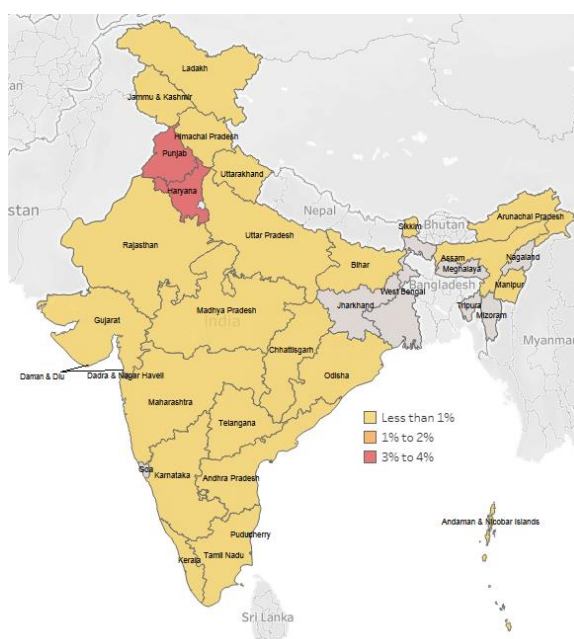 Ladakh
Jammu & Kashmir
Himachal Pradesh
Punjab
Uttarakhand
Haryana
stan
Nepal
Bhutan
Sikkim
Arunachal Pradesh
Rajasthan
Uttar Pradesh
Bihar
Assam
Nagaland
Meghalaya
Bangladesh
Manipur
Jharkhand
West Bengal
Tripura
Mizoram
Gujarat
Madhya Pradesh
India
Myanmar
Chhattisgarh
Daman & Diu
Dadra & Nagar Haveli
Odisha
Maharashtra
Telangana
Less than 1%
1% to 2%
3% to 4%
Goa
Karnataka
Andhra Pradesh
Andaman & Nicobar Islands
Puducherry
Kerala
Tamil Nadu
Sri Lanka